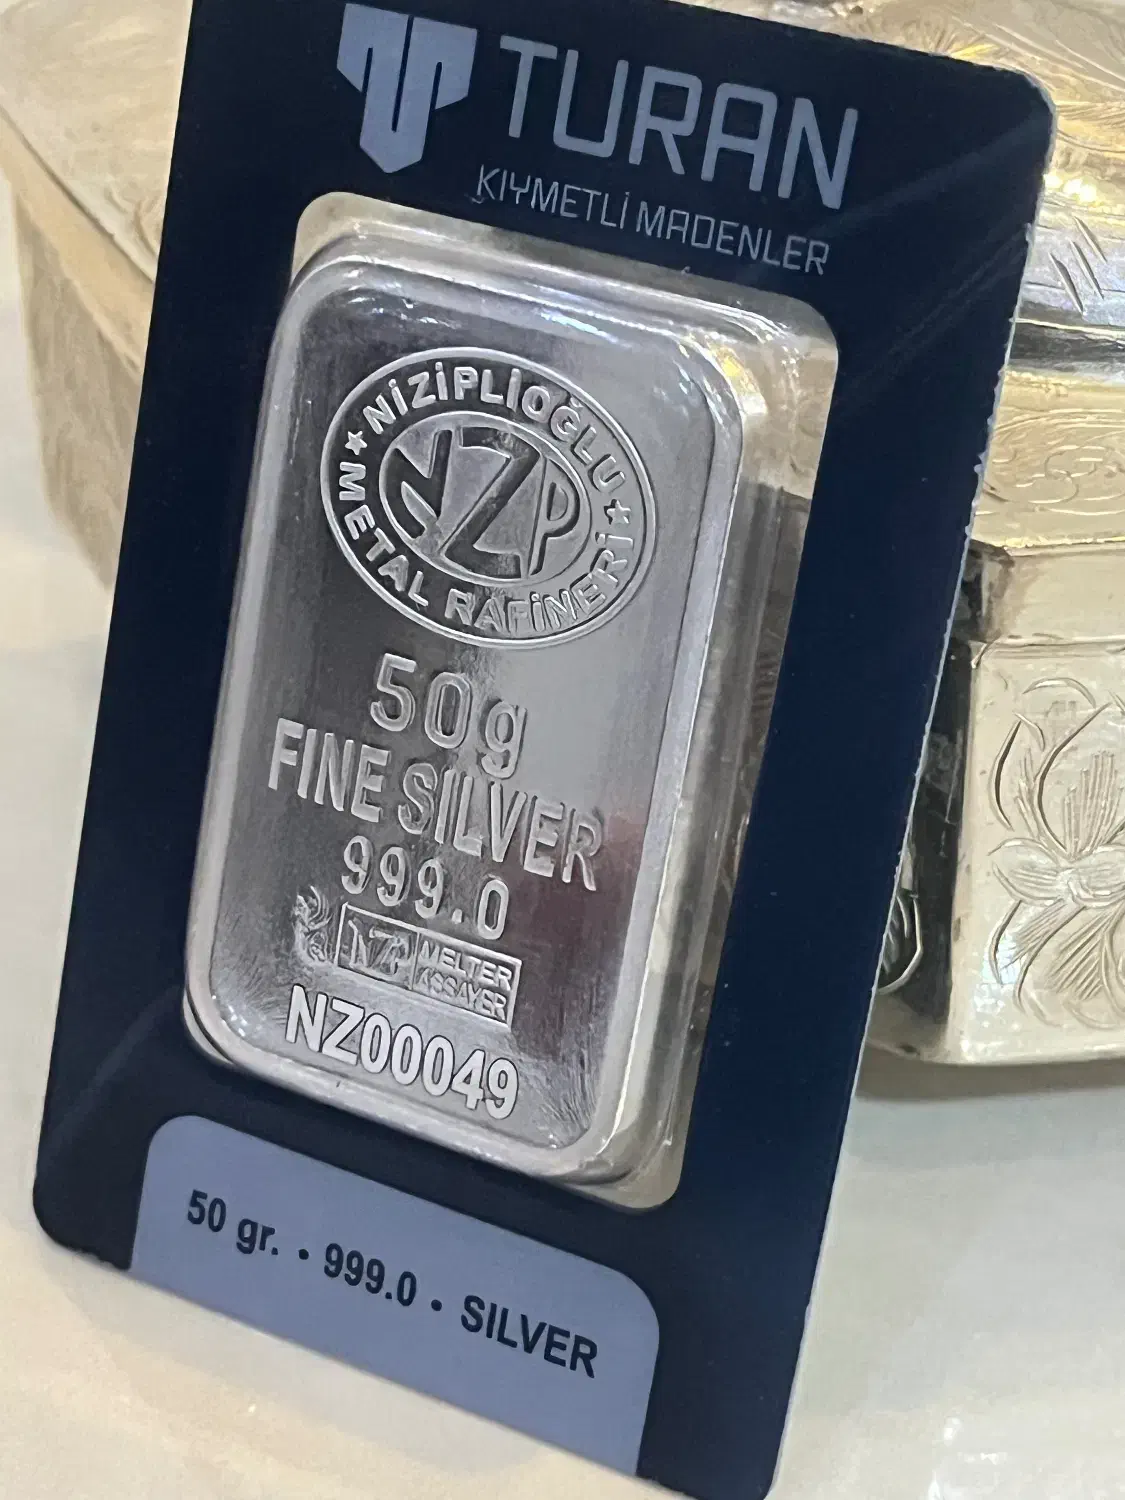 TURAN
KIYMETLİ MADENLER
NİZİPLİOĞLU
NZP
METAL RAFİNERİ
50g
FINE SILVER
999.0
NZP MELTER
ASSAYER
NZ00049
50 gr. • 999.0 • SILVER